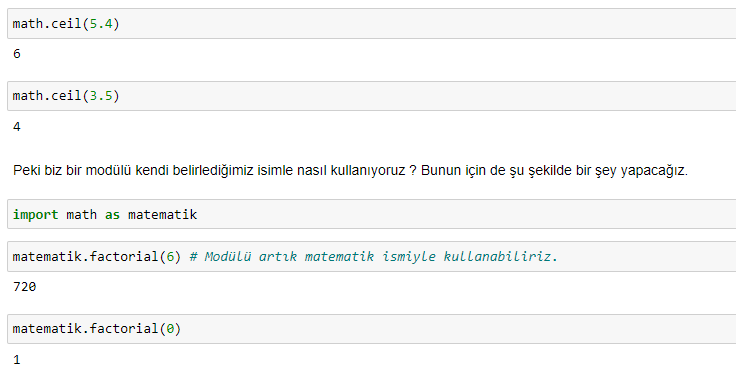 math.ceil(5.4)
6
math.ceil(3.5)
4
Peki biz bir modülü kendi belirlediğimiz isimle nasıl kullanıyoruz ? Bunun için de şu şekilde bir şey yapacağız.
import math as matematik
matematik.factorial(6) # Modülü artık matematik ismiyle kullanabiliriz.
720
matematik.factorial(0)
1